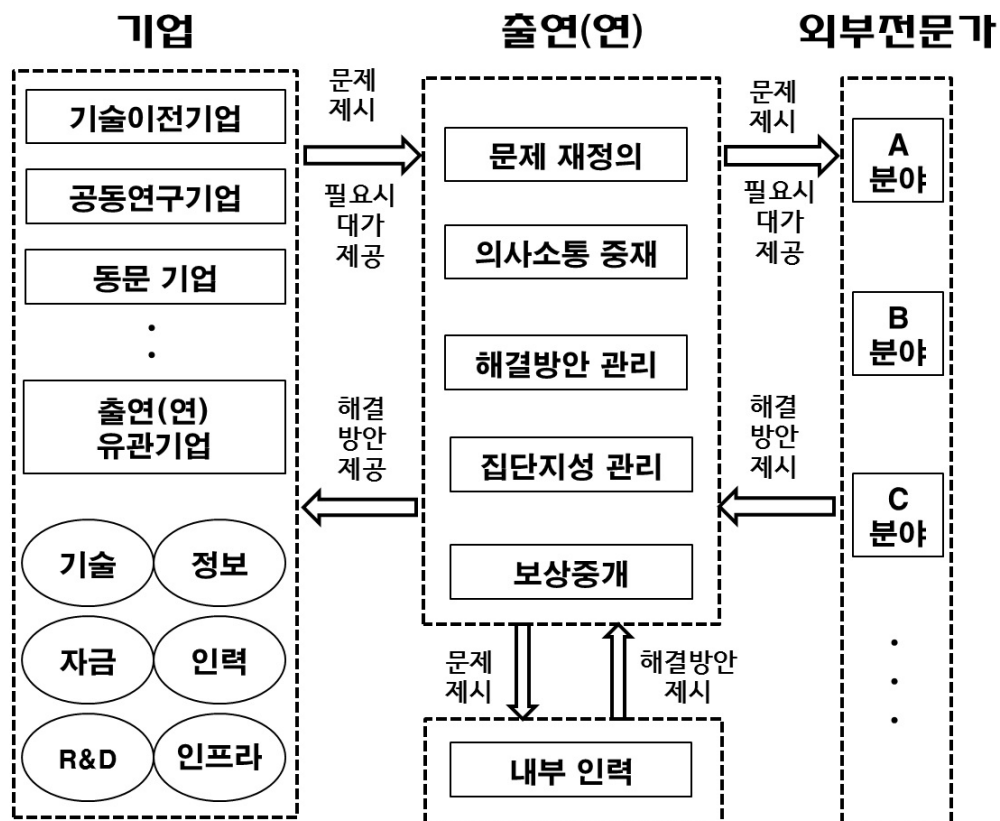 기업
기술이전기업
공동연구기업
동문 기업
출연(연)
유관기업
기술
정보
자금
인력
R&D
인프라
문제
제시
필요시
대가
제공
해결
방안
제공
출연(연)
문제 재정의
의사소통 중재
해결방안 관리
집단지성 관리
보상중개
문제
제시
해결방안
제시
내부 인력
문제
제시
필요시
대가
제공
해결
방안
제시
외부전문가
A
분야
B
분야
C
분야